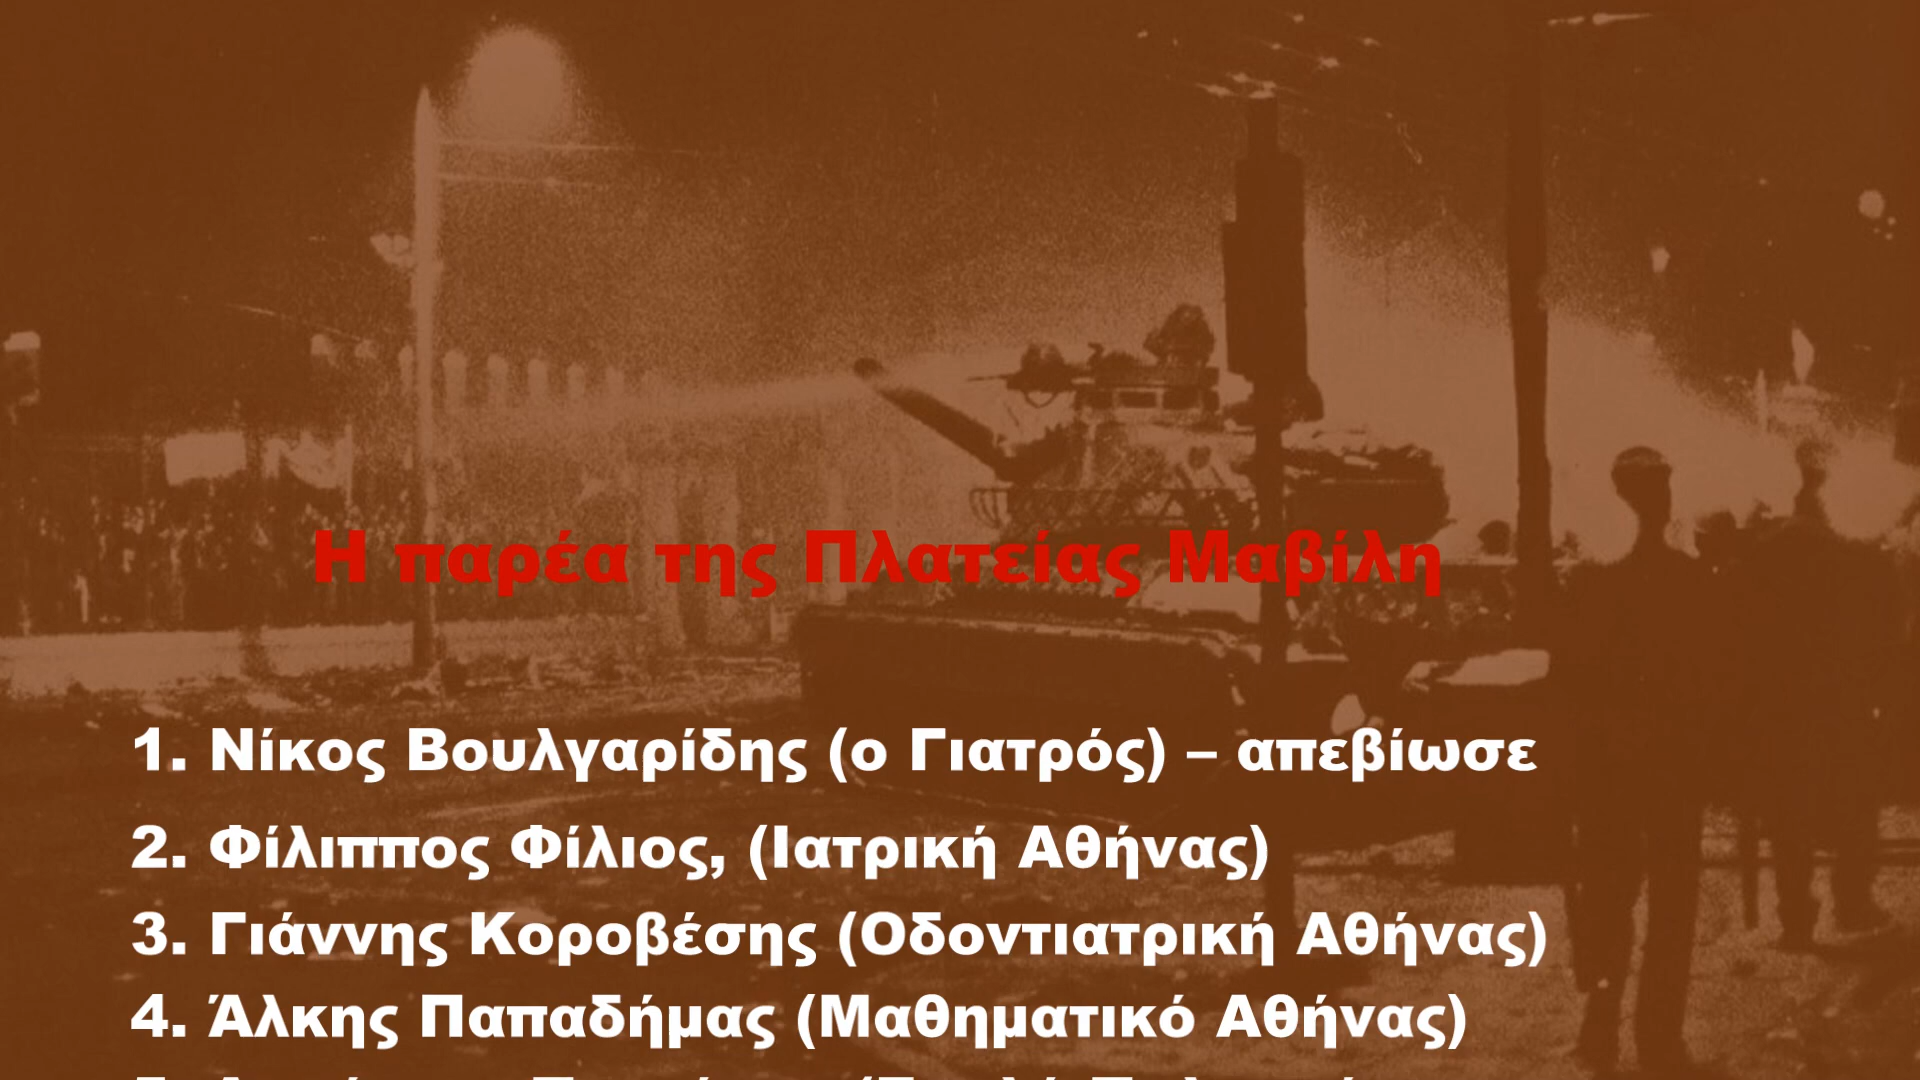 Η παρέα της Πλατείας Μαβίλη
1. Νίκος Βουλγαρίδης (ο Γιατρός) – απεβίωσε
2. Φίλιππος Φίλιος, (Ιατρική Αθήνας)
3. Γιάννης Κοροβέσης (Οδοντιατρική Αθήνας)
4. Άλκης Παπαδήμας (Μαθηματικό Αθήνας)